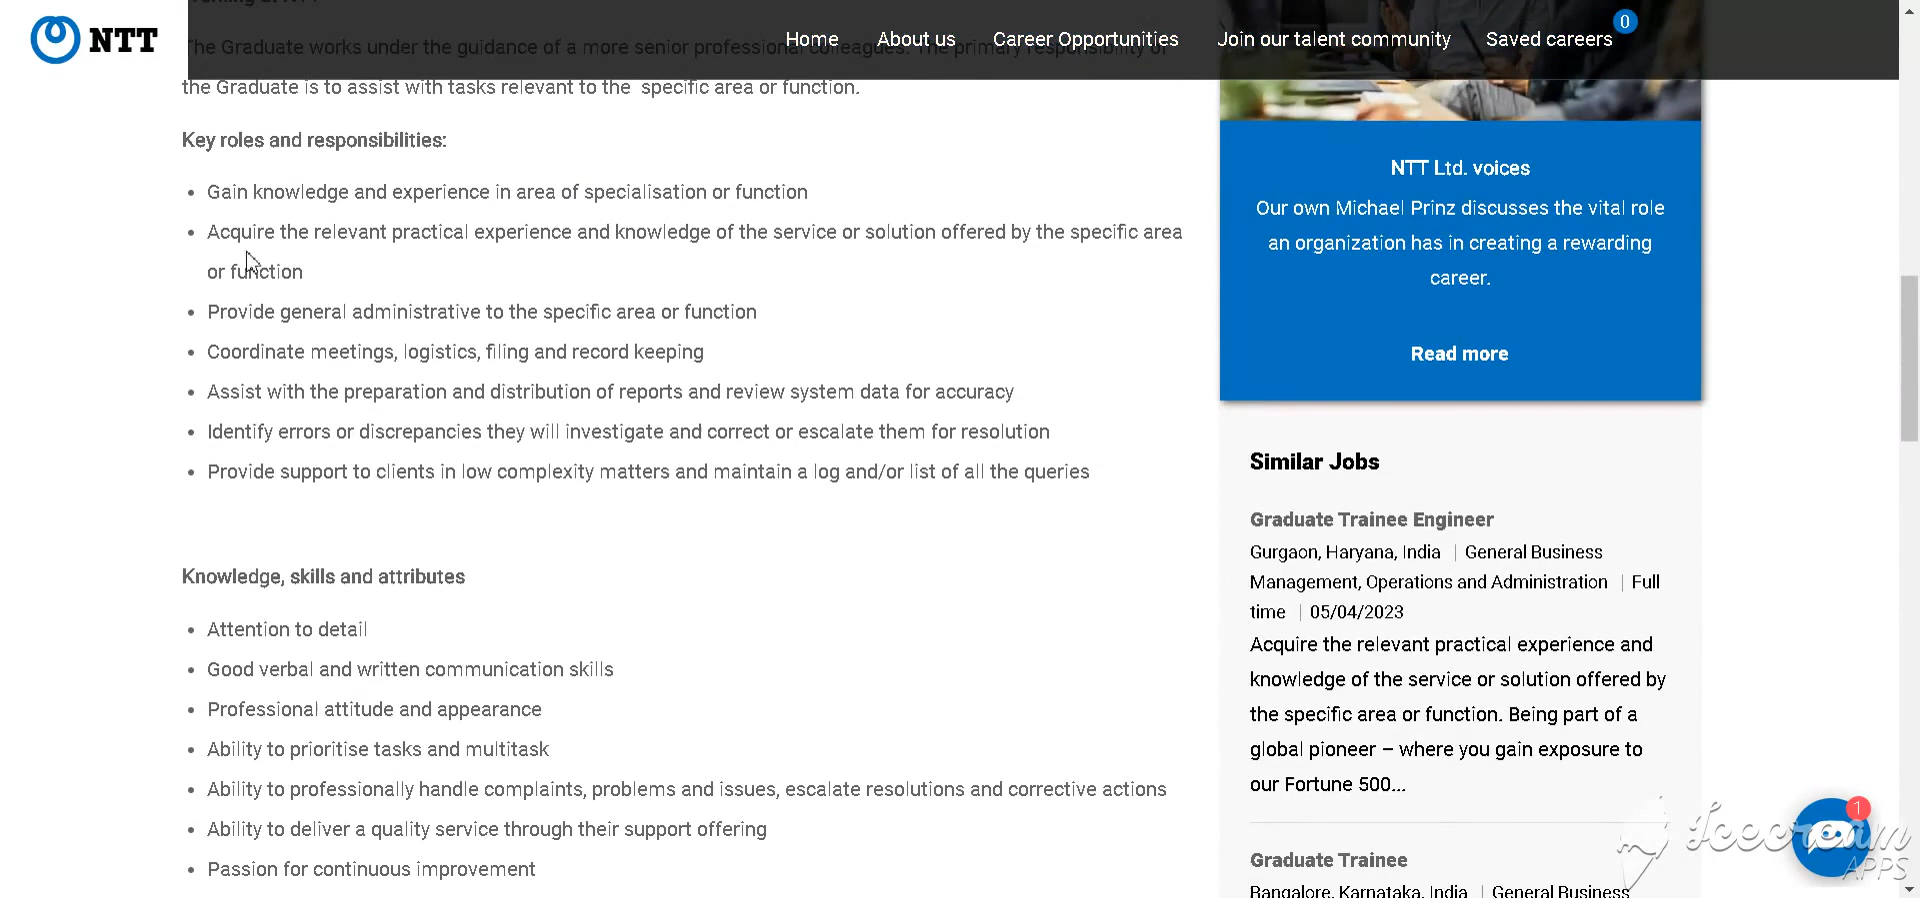 NTT
Home About us Career Opportunities Join our talent community Saved careers 0
The Graduate works under the guidance of a more senior professional colleagues. The primary responsibility of
the Graduate is to assist with tasks relevant to the specific area or function.
Key roles and responsibilities:
• Gain knowledge and experience in area of specialisation or function
• Acquire the relevant practical experience and knowledge of the service or solution offered by the specific area
or function
• Provide general administrative to the specific area or function
• Coordinate meetings, logistics, filing and record keeping
• Assist with the preparation and distribution of reports and review system data for accuracy
• Identify errors or discrepancies they will investigate and correct or escalate them for resolution
• Provide support to clients in low complexity matters and maintain a log and/or list of all the queries
Knowledge, skills and attributes
• Attention to detail
• Good verbal and written communication skills
• Professional attitude and appearance
• Ability to prioritise tasks and multitask
• Ability to professionally handle complaints, problems and issues, escalate resolutions and corrective actions
• Ability to deliver a quality service through their support offering
• Passion for continuous improvement
NTT Ltd. voices
Our own Michael Prinz discusses the vital role
an organization has in creating a rewarding
career.
Read more
Similar Jobs
Graduate Trainee Engineer
Gurgaon, Haryana, India | General Business
Management, Operations and Administration | Full
time | 05/04/2023
Acquire the relevant practical experience and
knowledge of the service or solution offered by
the specific area or function. Being part of a
global pioneer – where you gain exposure to
our Fortune 500...
Graduate Trainee
Bangalore, Karnataka, India | General Business
1
Icecream
APPS